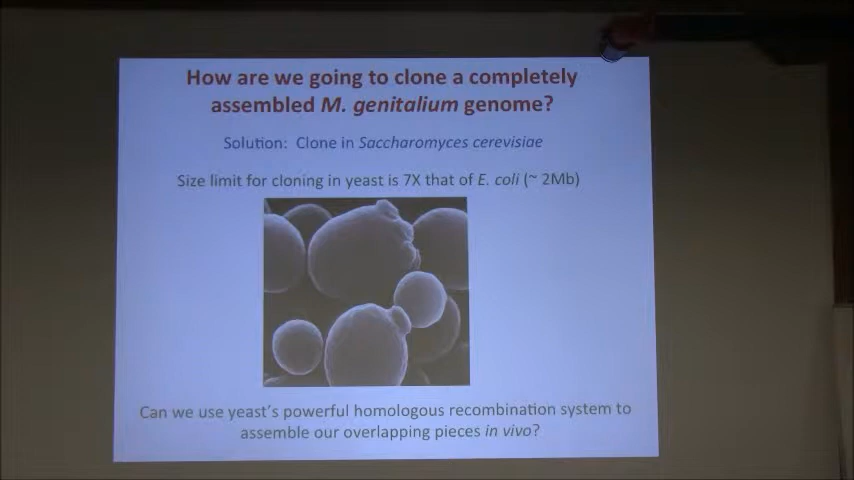 How are we going to clone a completely
assembled M. genitalium genome?
Solution: Clone in Saccharomyces cerevisiae
Size limit for cloning in yeast is 7X that of E. coli (~ 2Mb)
Can we use yeast's powerful homologous recombination system to
assemble our overlapping pieces in vivo?